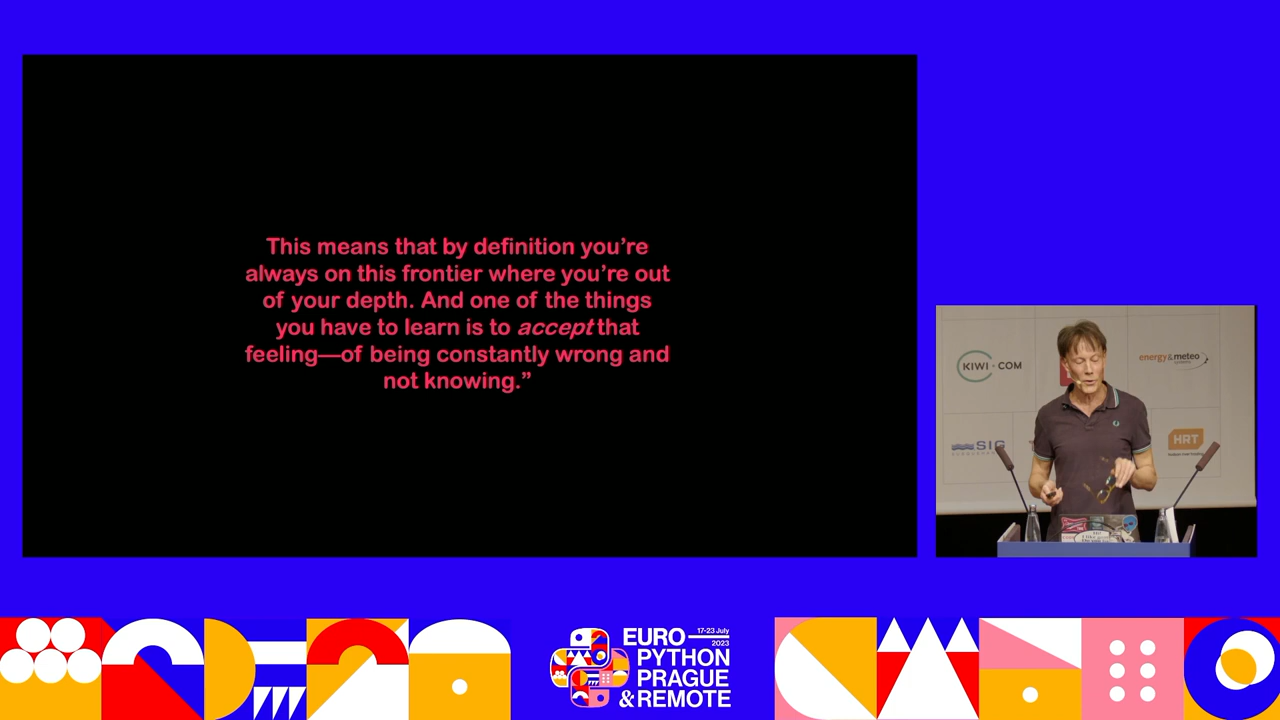 This means that by definition you’re
always on this frontier where you’re out
of your depth. And one of the things
you have to learn is to accept that
feeling—of being constantly wrong and
not knowing.”
KIWI.COM
energy & meteo
SIG
HRT
EURO
17-23 July
2023
PYTHON
PRAGUE
& REMOTE